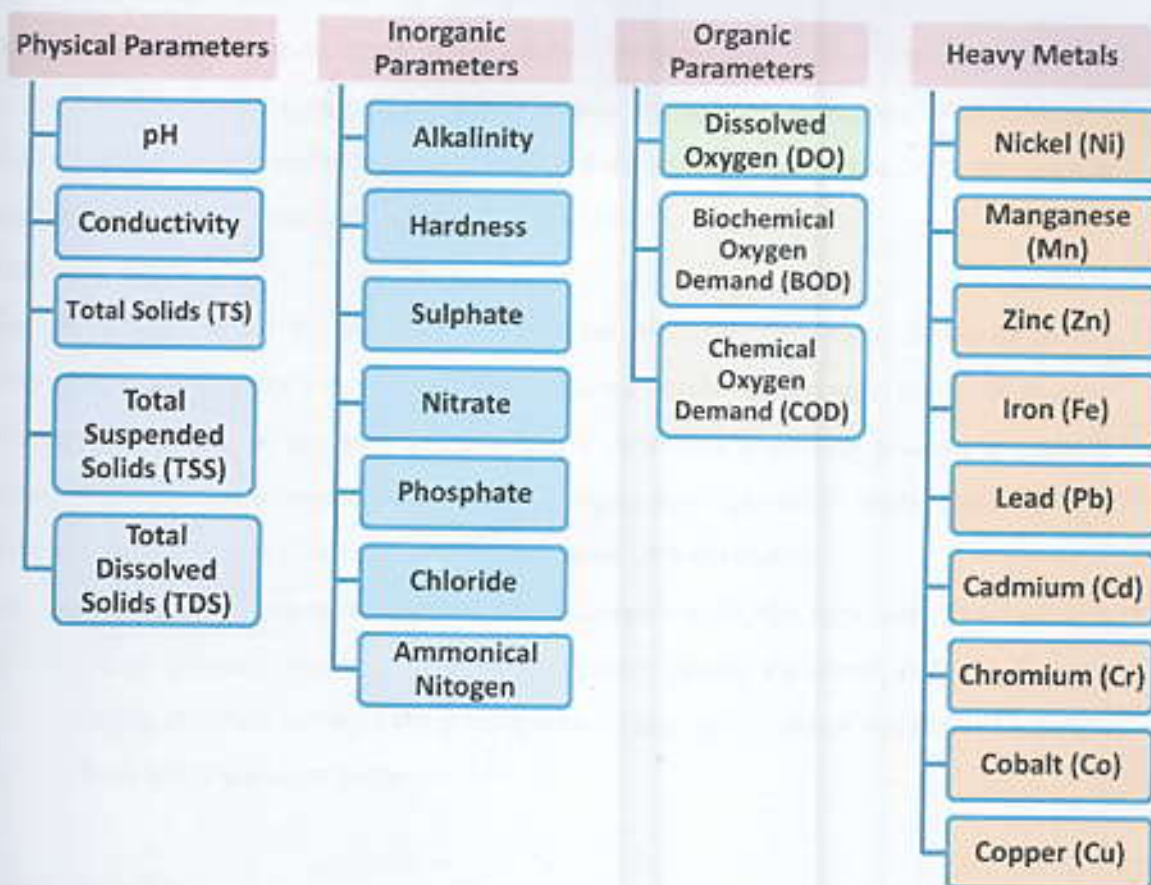 Physical Parameters
pH
Conductivity
Total Solids (TS)
Total
Suspended
Solids (TSS)
Total
Dissolved
Solids (TDS)
Inorganic
Parameters
Alkalinity
Hardness
Sulphate
Nitrate
Phosphate
Chloride
Ammonical
Nitogen
Organic
Parameters
Dissolved
Oxygen (DO)
Biochemical
Oxygen
Demand (BOD)
Chemical
Oxygen
Demand (COD)
Heavy Metals
Nickel (Ni)
Manganese
(Mn)
Zinc (Zn)
Iron (Fe)
Lead (Pb)
Cadmium (Cd)
Chromium (Cr)
Cobalt (Co)
Copper (Cu)